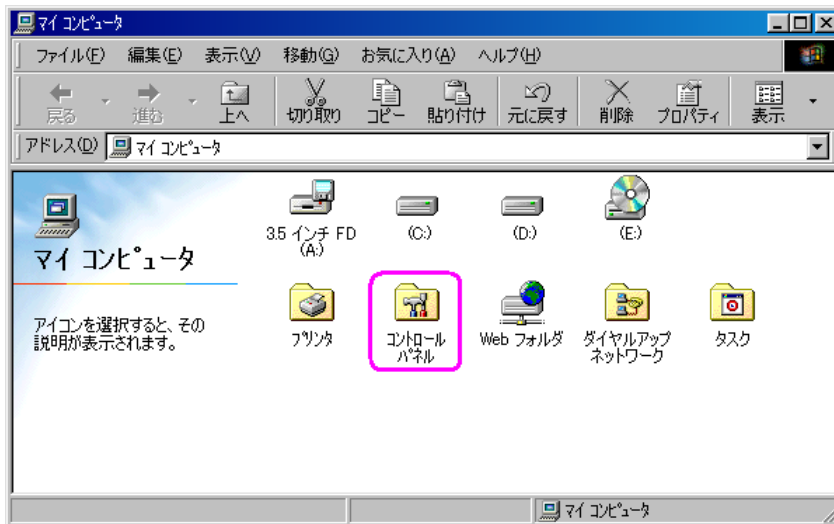 マイ コンピュータ
ファイル(F) 編集(E) 表示(V) 移動(G) お気に入り(A) ヘルプ(H)
戻る 進む 上へ 切り取り コピー 貼り付け 元に戻す 削除 プロパティ 表示
アドレス(D) マイ コンピュータ
マイ コンピュータ
アイコンを選択すると、その
説明が表示されます。
3.5 インチ FD
(A:)
(C:)
(D:)
(E:)
プリンタ
コントロール
パネル
Web フォルダ
ダイヤルアップ
ネットワーク
タスク
マイ コンピュータ